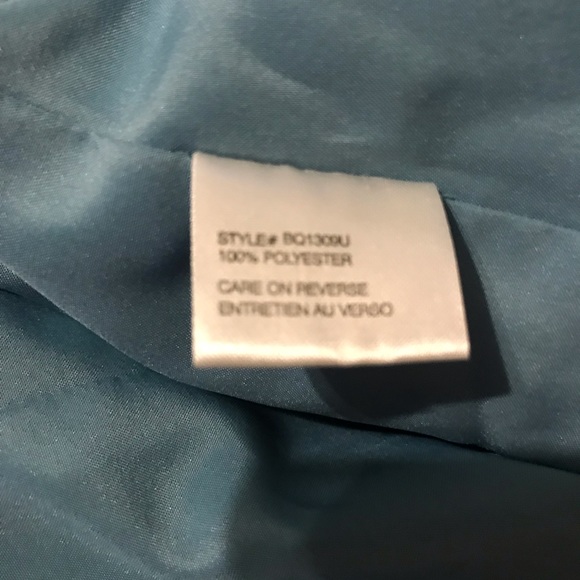 STYLE# BQ1309U
100% POLYESTER
CARE ON REVERSE
ENTRETIEN AU VERSO